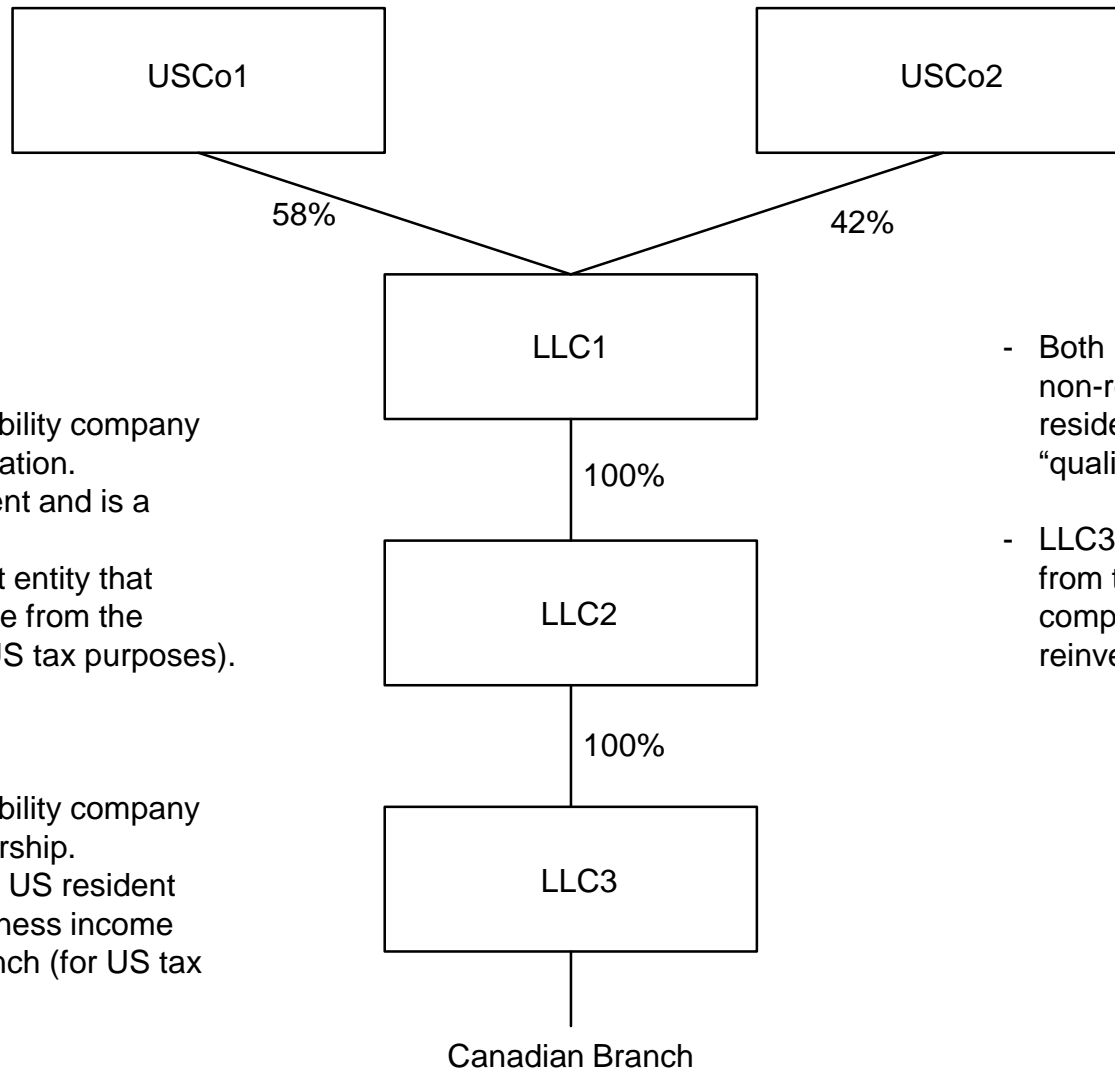 USCo1
USCo2
58%
42%
LLC1
100%
LLC2
100%
LLC3
Canadian Branch
bility company
ation.
ent and is a
t entity that
e from the
US tax purposes).
bility company
rship.
US resident
ness income
nch (for US tax
- Both
non-re
reside
“quali
- LLC3
from t
comp
reinve